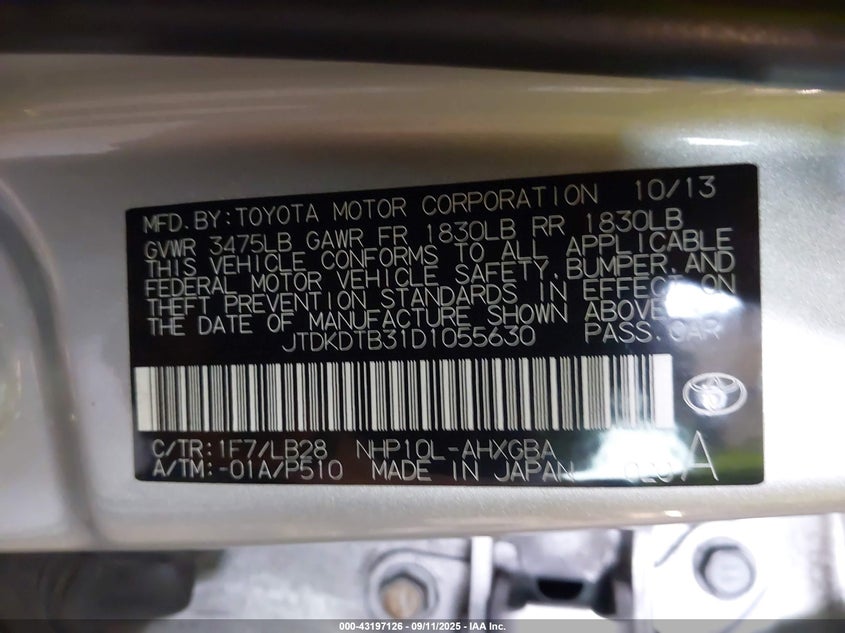 MFD. BY: TOYOTA MOTOR CORPORATION 10/13
GVWR 3475LB GAWR FR 1830LB RR 1830LB
THIS VEHICLE CONFORMS TO ALL APPLICABLE
FEDERAL MOTOR VEHICLE SAFETY, BUMPER, AND
THEFT PREVENTION STANDARDS IN EFFECT ON
THE DATE OF MANUFACTURE SHOWN ABOVE.
JTDKDTB31D1055630 PASS. CAR
C/TR: 1F7/LB28 NHP10L-AHXGBA
A/TM: -01A/P510 MADE IN JAPAN A
000-43197126 - 09/11/2025 - IAA Inc.